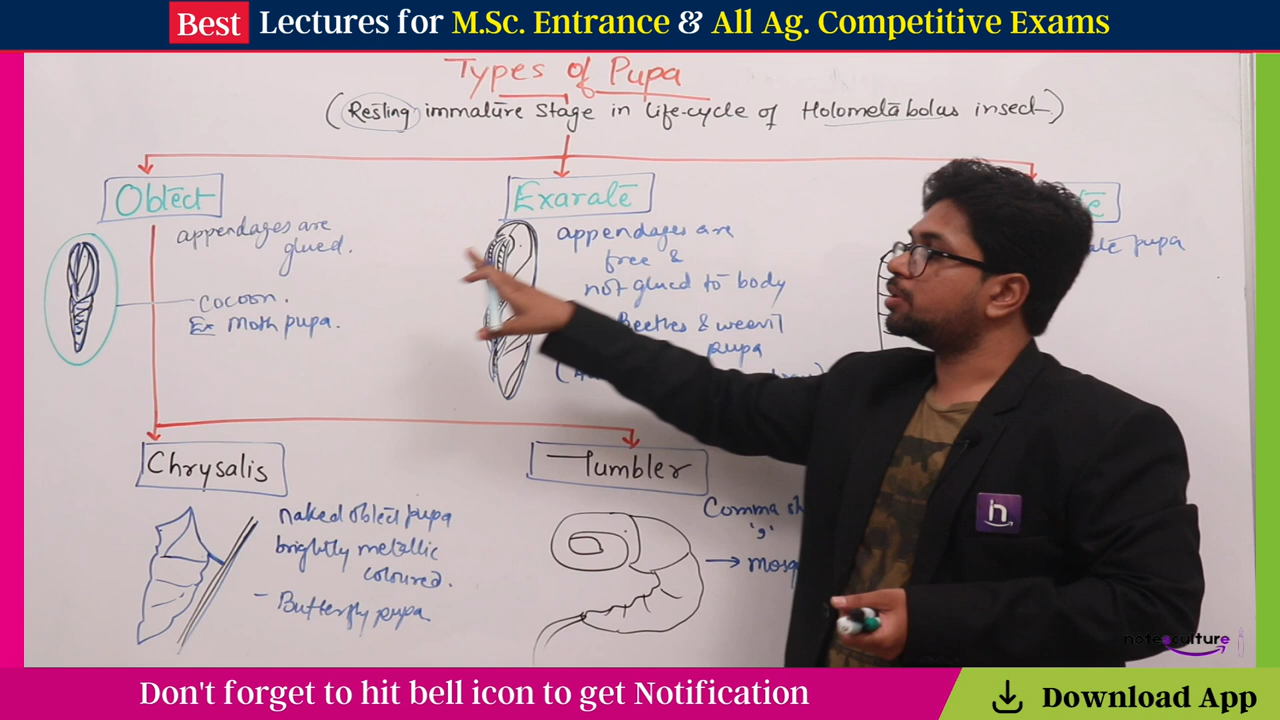 Best Lectures for M.Sc. Entrance & All Ag. Competitive Exams
Types of Pupa
(Resting immature stage in life-cycle of Holometabolus insect)
Obtect
appendages are
glued.
Cocoon.
Ex Moth pupa.
Exarate
appendages are
free &
not glued to body
Beetles & weevil
pupa
pupa
Chrysalis
naked obtect pupa
brightly metallic
coloured.
- Butterfly pupa
Tumbler
Comma
','
→
notesculture
Don't forget to hit bell icon to get Notification
Download App